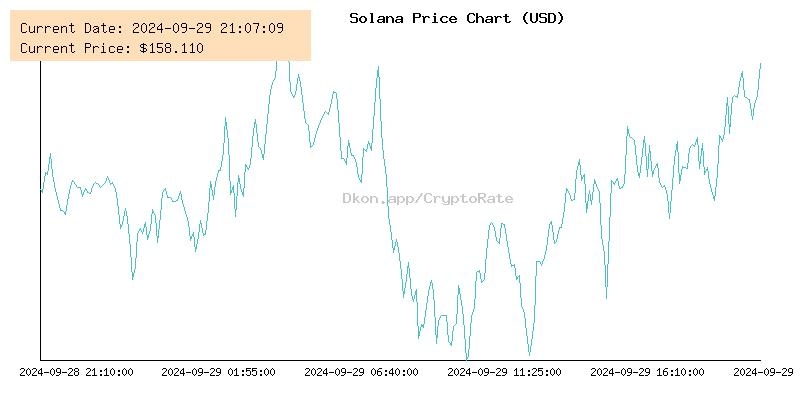 Solana Price Chart (USD)
Current Date: 2024-09-29 21:07:09
Current Price: $158.110
Dkon.app/CryptoRate
2024-09-28 21:10:00
2024-09-29 01:55:00
2024-09-29 06:40:00
2024-09-29 11:25:00
2024-09-29 16:10:00
2024-09-29